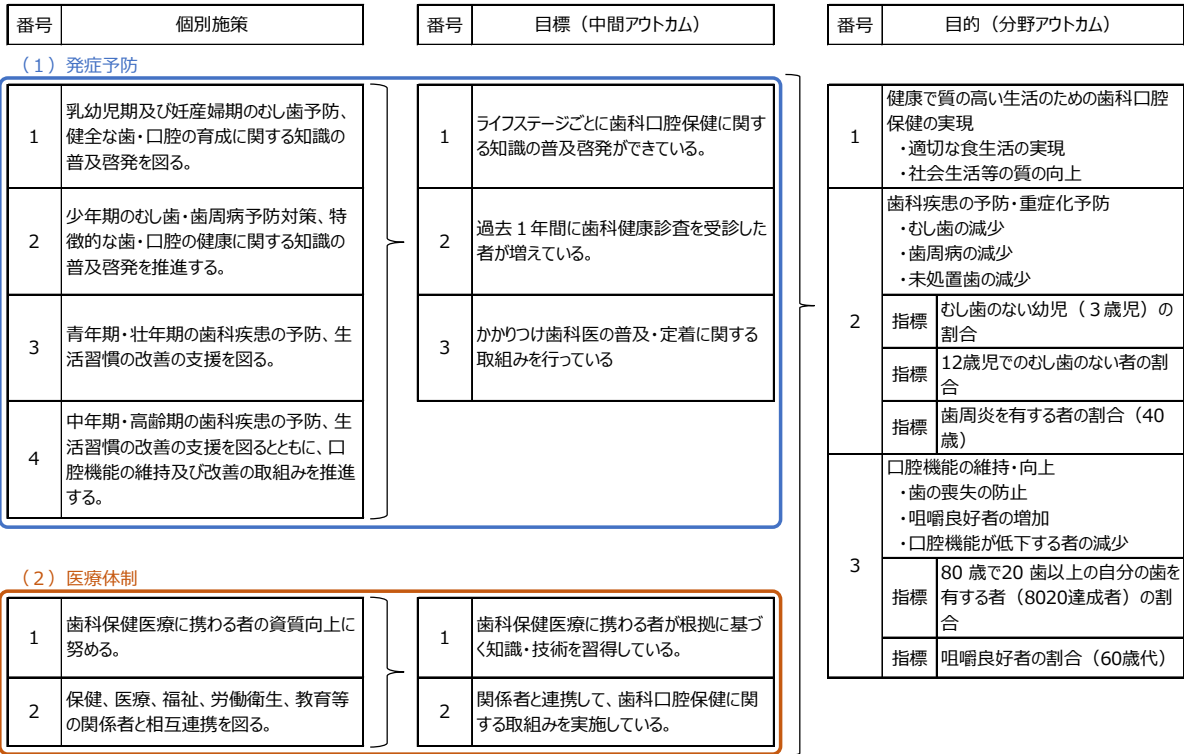 番号 個別施策
番号 目標（中間アウトカム）
番号 目的（分野アウトカム）
（１）発症予防
1
乳幼児期及び妊産婦期のむし歯予防、
健全な歯・口腔の育成に関する知識の
普及啓発を図る。
2
少年期のむし歯・歯周病予防対策、特
徴的な歯・口腔の健康に関する知識の
普及啓発を推進する。
3
青年期・壮年期の歯科疾患の予防、生
活習慣の改善の支援を図る。
4
中年期・高齢期の歯科疾患の予防、生
活習慣の改善の支援を図るとともに、口
腔機能の維持及び改善の取組みを推進
する。
1
ライフステージごとに歯科口腔保健に関す
る知識の普及啓発ができている。
2
過去１年間に歯科健康診査を受診した
者が増えている。
3
かかりつけ歯科医の普及・定着に関する
取組みを行っている
（２）医療体制
1
歯科保健医療に携わる者の資質向上に
努める。
2
保健、医療、福祉、労働衛生、教育等
の関係者と相互連携を図る。
1
歯科保健医療に携わる者が根拠に基づ
く知識・技術を習得している。
2
関係者と連携して、歯科口腔保健に関
する取組みを実施している。
1
健康で質の高い生活のための歯科口腔
保健の実現
・適切な食生活の実現
・社会生活等の質の向上
2
歯科疾患の予防・重症化予防
・むし歯の減少
・歯周病の減少
・未処置歯の減少
指標
むし歯のない幼児（３歳児）の
割合
指標
12歳児でのむし歯のない者の割
合
指標
歯周炎を有する者の割合（40
歳）
3
口腔機能の維持・向上
・歯の喪失の防止
・咀嚼良好者の増加
・口腔機能が低下する者の減少
指標
80 歳で20 歯以上の自分の歯を
有する者（8020達成者）の割
合
指標
咀嚼良好者の割合（60歳代）